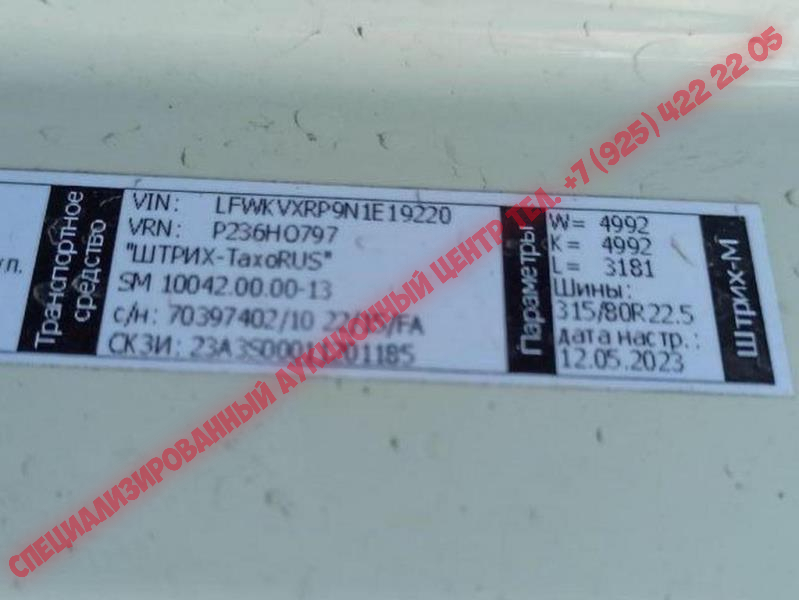 ул.
Транспортное
средство
VIN: LFWKVXRP9N1E19220
VRN: Р236НО797
"ШТРИХ-TaxoRUS"
SM 10042.00.00-13
с/н: 70397402/10
СКЗИ:
Параметры
W= 4992
K= 4992
L= 3181
Шины:
315/80R22.5
дата настр.:
12.05.2023
Штрих-М
СПЕЦИАЛИЗИРОВАННЫЙ АУКЦИОННЫЙ ЦЕНТР ТЕЛ. +7 (925) 422 22 05